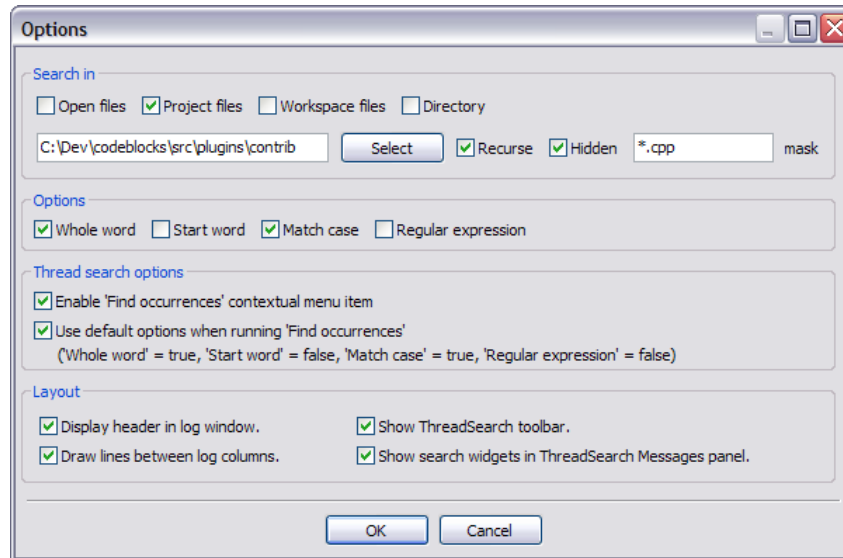 Options
Search in
Open files Project files Workspace files Directory
C:\Dev\codeblocks\src\plugins\contrib Select Recurse Hidden *.cpp mask
Options
Whole word Start word Match case Regular expression
Thread search options
Enable 'Find occurrences' contextual menu item
Use default options when running 'Find occurrences'
('Whole word' = true, 'Start word' = false, 'Match case' = true, 'Regular expression' = false)
Layout
Display header in log window. Show ThreadSearch toolbar.
Draw lines between log columns. Show search widgets in ThreadSearch Messages panel.
OK Cancel